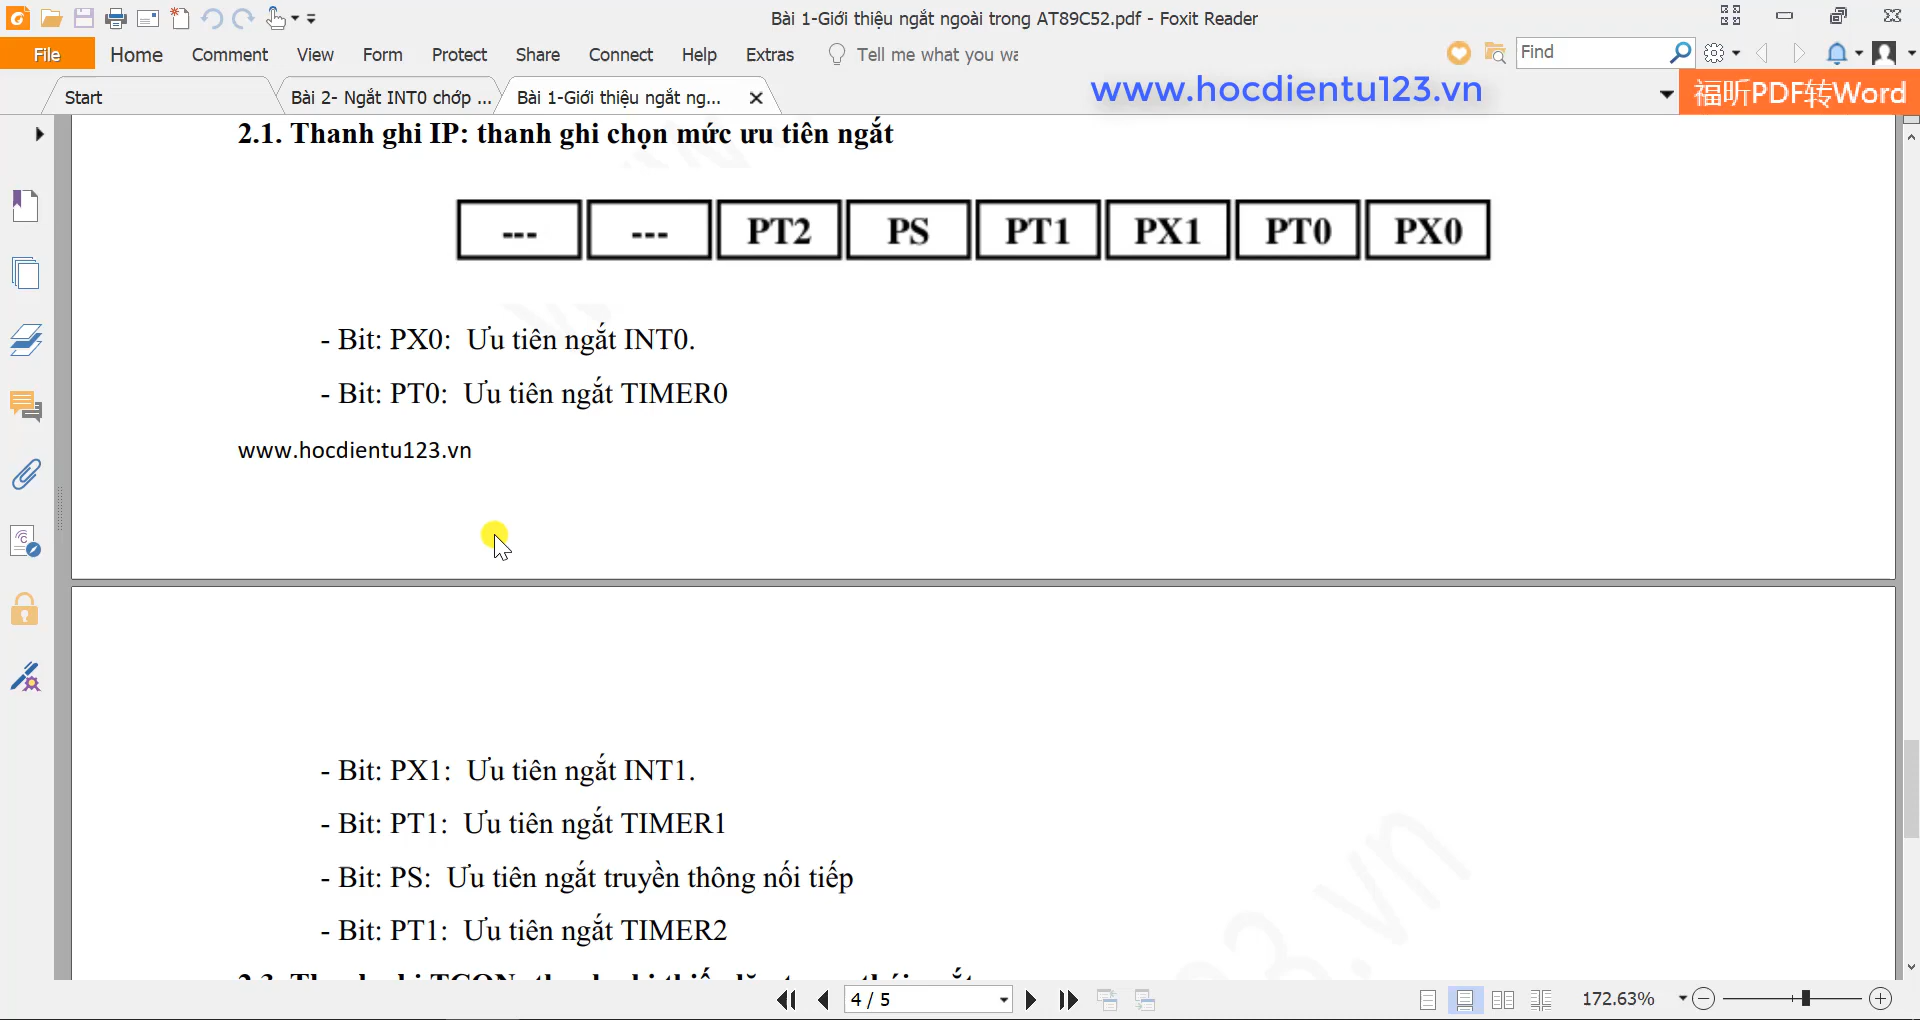 Bài 1-Giới thiệu ngắt ngoài trong AT89C52.pdf - Foxit Reader
File Home Comment View Form Protect Share Connect Help Extras Tell me what you wa Find
Start Bài 2- Ngắt INT0 chớp ... Bài 1-Giới thiệu ngắt ng... www.hocdientu123.vn 福昕PDF转Word
2.1. Thanh ghi IP: thanh ghi chọn mức ưu tiên ngắt
--- --- PT2 PS PT1 PX1 PT0 PX0
- Bit: PX0: Ưu tiên ngắt INT0.
- Bit: PT0: Ưu tiên ngắt TIMER0
www.hocdientu123.vn
- Bit: PX1: Ưu tiên ngắt INT1.
- Bit: PT1: Ưu tiên ngắt TIMER1
- Bit: PS: Ưu tiên ngắt truyền thông nối tiếp
- Bit: PT1: Ưu tiên ngắt TIMER2
3.vn
4 / 5 172.63%